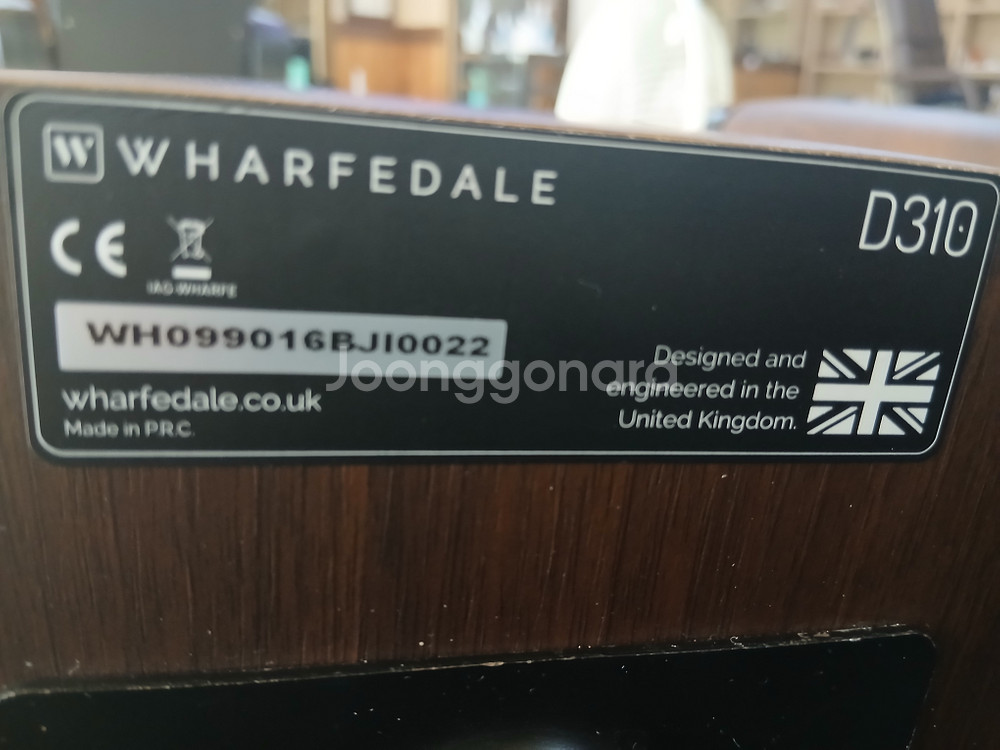 W WHARFEDALE
D310
CE
IAG-WHARFE
WH099016BJI0022
wharfedale.co.uk
Made in P.R.C.
Designed and
engineered in the
United Kingdom.
Joonggonara